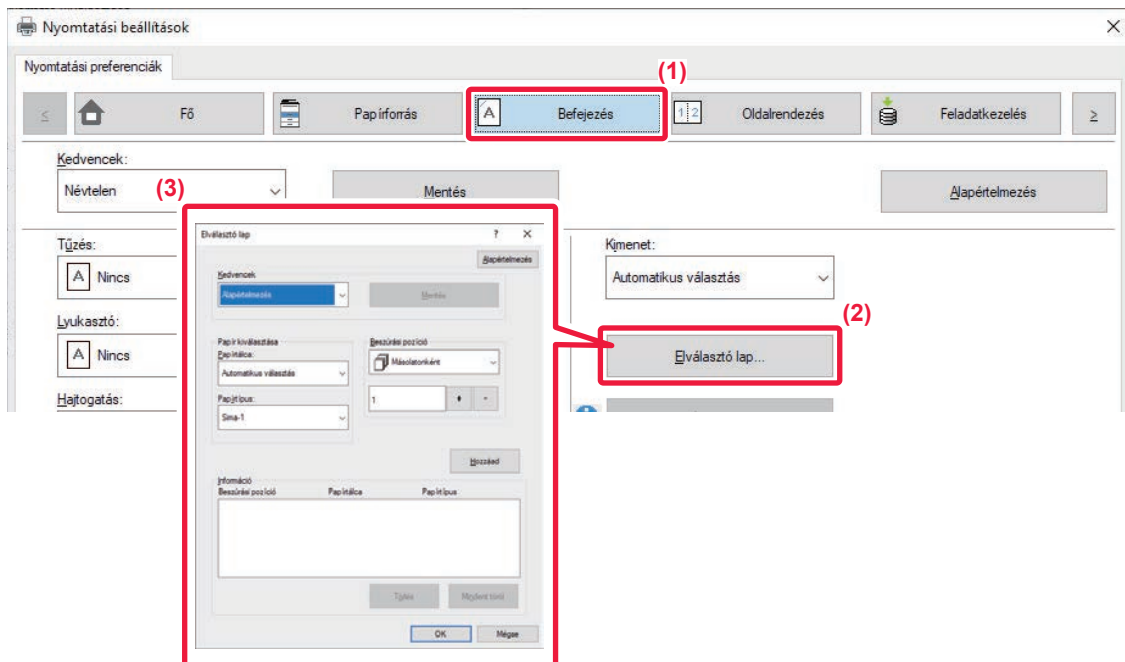 Nyomtatási beállítások
Nyomtatási preferenciák
(1)
≤ Fő Papírforrás A Befejezés 1 2 Oldalrendezés Feladatkezelés ≥
Kedvencek:
Névtelen
Mentés
Alapértelmezés
(3)
Tűzés:
A Nincs
Lyukasztó:
A Nincs
Hajtogatás:
Elválasztó lap ? ×
Alapértelmezés
Kedvencek
Alapértelmezés
Mentés
Papír kiválasztása
Papírtálca:
Automatikus választás
Papírtípus:
Sima-1
Beszúrási pozíció
Másolatonként
1
Hozzáad
Információ
Beszúrási pozíció Papírtálca Papírtípus
Törlés Mindent töröl
OK Mégse
Kimenet:
Automatikus választás
(2)
Elválasztó lap...